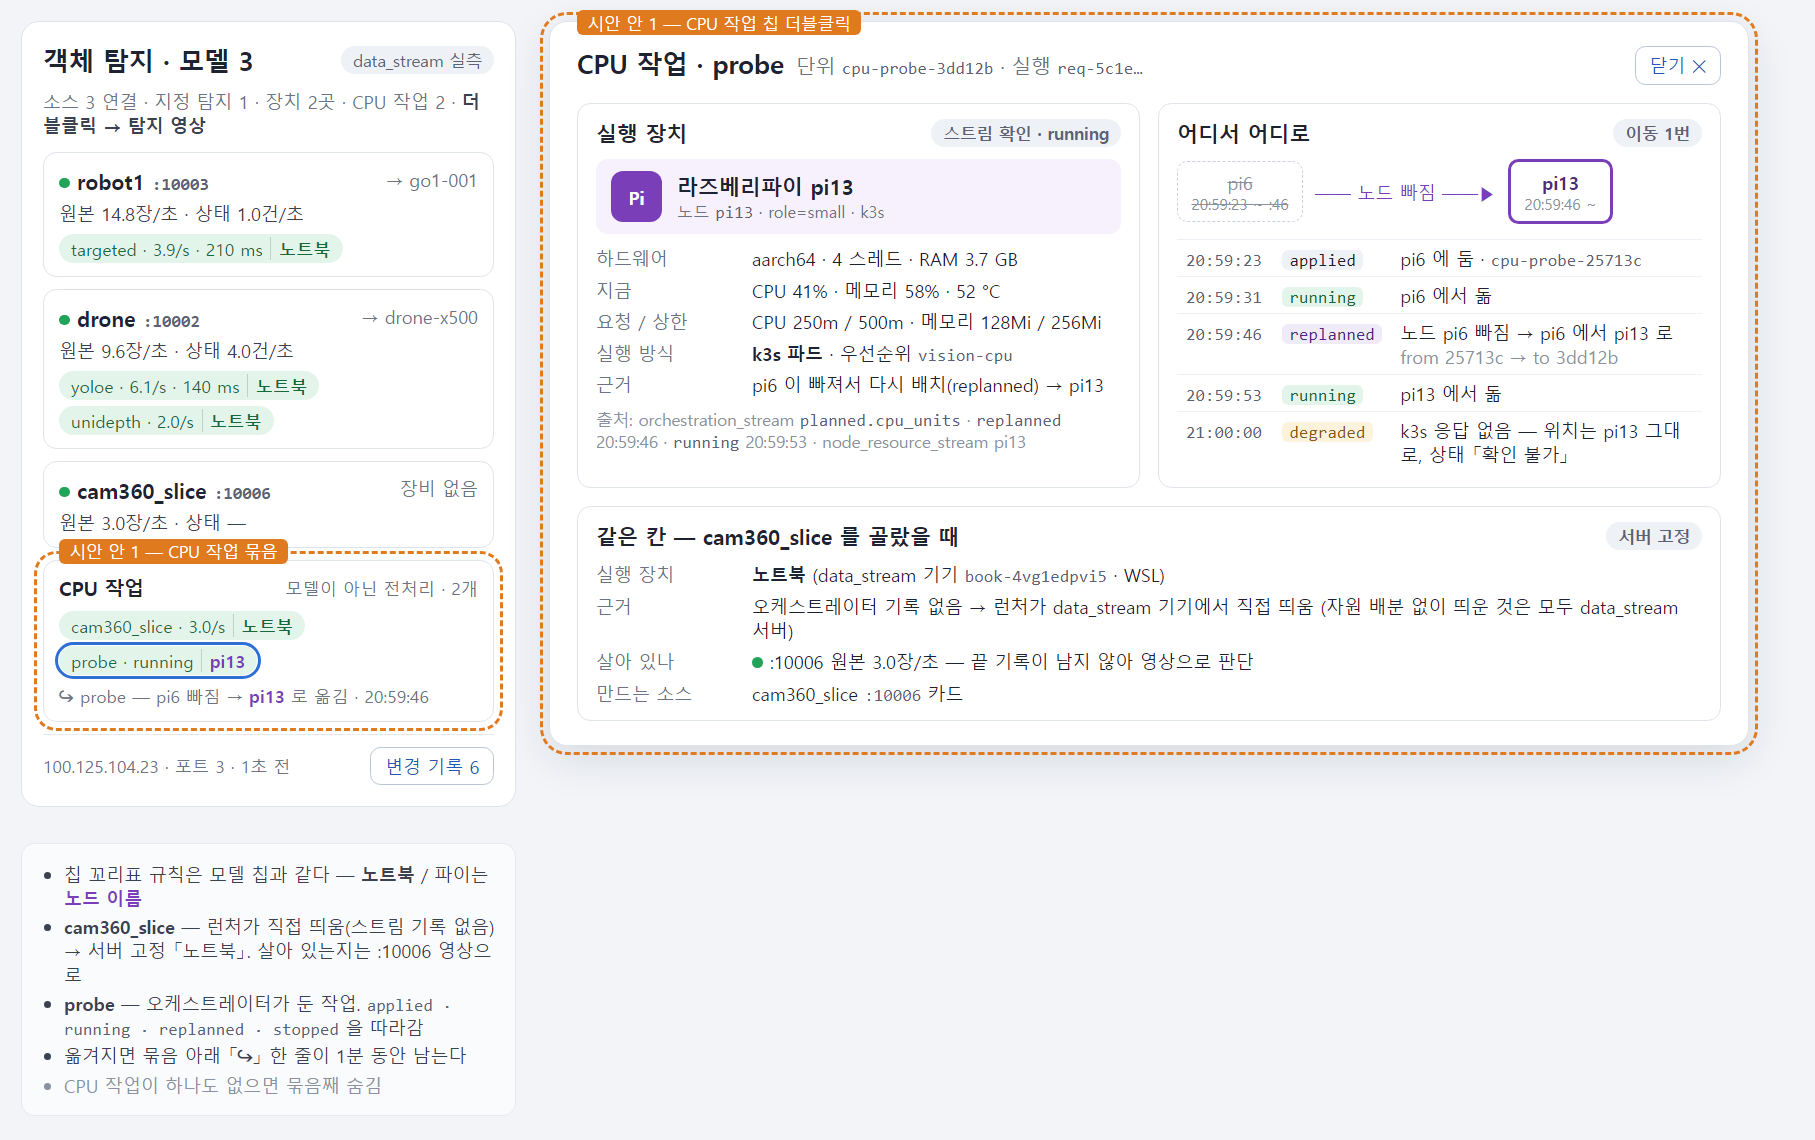 객체 탐지 · 모델 3
data_stream 실측
소스 3 연결 · 지정 탐지 1 · 장치 2곳 · CPU 작업 2 · 더
블클릭 → 탐지 영상
robot1 :10003
→ go1-001
원본 14.8장/초 · 상태 1.0건/초
targeted · 3.9/s · 210 ms 노트북
drone :10002
→ drone-x500
원본 9.6장/초 · 상태 4.0건/초
yoloe · 6.1/s · 140 ms 노트북
unidepth · 2.0/s 노트북
cam360_slice :10006
장비 없음
원본 3.0장/초 · 상태 —
시안 안 1 — CPU 작업 묶음
CPU 작업
모델이 아닌 전처리 · 2개
cam360_slice · 3.0/s 노트북
probe · running pi13
↪ probe — pi6 빠짐 → pi13 로 옮김 · 20:59:46
100.125.104.23 · 포트 3 · 1초 전
변경 기록 6
• 칩 꼬리표 규칙은 모델 칩과 같다 — 노트북 / 파이는
노드 이름
• cam360_slice — 런처가 직접 띄움(스트림 기록 없음)
→ 서버 고정 「노트북」. 살아 있는지는 :10006 영상으
로
• probe — 오케스트레이터가 둔 작업. applied ·
running · replanned · stopped 을 따라감
• 옮겨지면 묶음 아래 「↪」 한 줄이 1분 동안 남는다
• CPU 작업이 하나도 없으면 묶음째 숨김
시안 안 1 — CPU 작업 칩 더블클릭
CPU 작업 · probe 단위 cpu-probe-3dd12b · 실행 req-5c1e…
닫기 ×
실행 장치
스트림 확인 · running
Pi
라즈베리파이 pi13
노드 pi13 · role=small · k3s
하드웨어 aarch64 · 4 스레드 · RAM 3.7 GB
지금 CPU 41% · 메모리 58% · 52 °C
요청 / 상한 CPU 250m / 500m · 메모리 128Mi / 256Mi
실행 방식 k3s 파드 · 우선순위 vision-cpu
근거 pi6 이 빠져서 다시 배치(replanned) → pi13
출처: orchestration_stream planned.cpu_units · replanned
20:59:46 · running 20:59:53 · node_resource_stream pi13
어디서 어디로
이동 1번
pi6
20:59:23 ~ :46
노드 빠짐
pi13
20:59:46 ~
20:59:23 applied pi6 에 둠 · cpu-probe-25713c
20:59:31 running pi6 에서 돎
20:59:46 replanned 노드 pi6 빠짐 → pi6 에서 pi13 로
from 25713c → to 3dd12b
20:59:53 running pi13 에서 돎
21:00:00 degraded k3s 응답 없음 — 위치는 pi13 그대
로, 상태 「확인 불가」
같은 칸 — cam360_slice 를 골랐을 때
서버 고정
실행 장치 노트북 (data_stream 기기 book-4vg1edpvi5 · WSL)
근거 오케스트레이터 기록 없음 → 런처가 data_stream 기기에서 직접 띄움 (자원 배분 없이 띄운 것은 모두 data_stream
서버)
살아 있나 :10006 원본 3.0장/초 — 끝 기록이 남지 않아 영상으로 판단
만드는 소스 cam360_slice :10006 카드